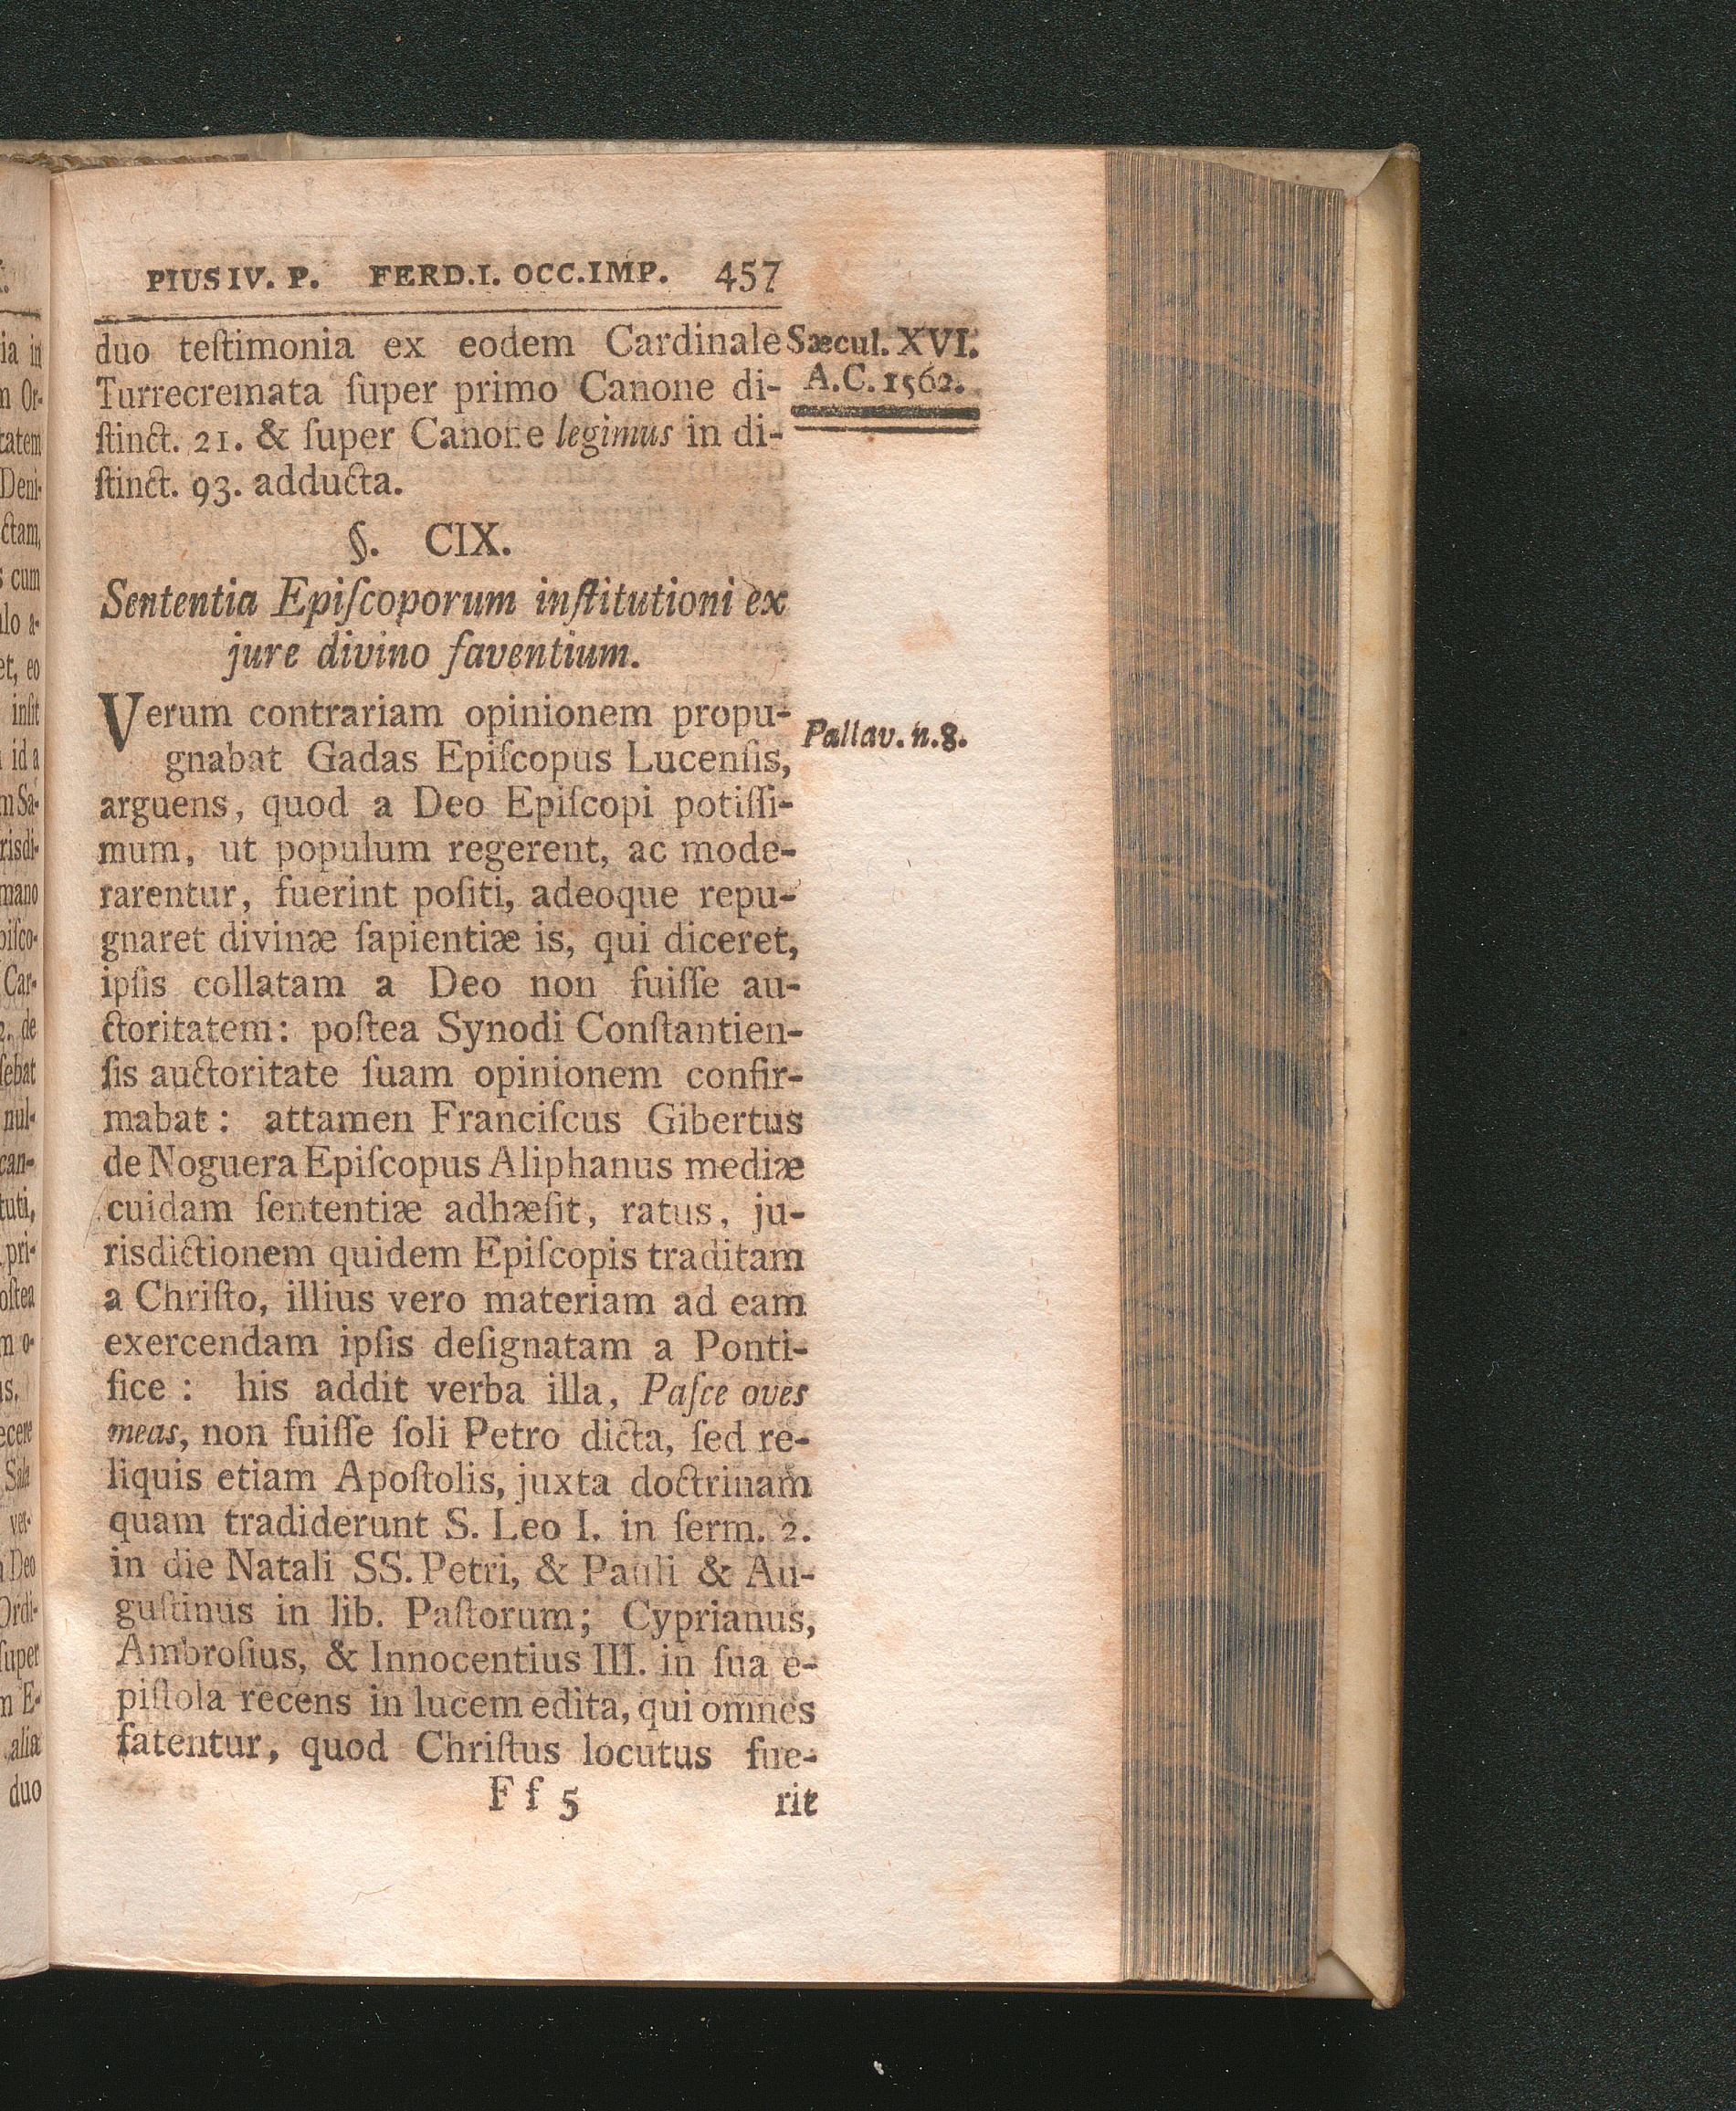 PIUS IV. P. FERD.I. OCC.IMP. 457
duo teſtimonia ex eodem Cardinale
Turrecremata ſuper primo Canone di-
ſtinct. 21. & ſuper Canone legimus in di-
ſtinct. 93. adducta.
Sæcul. XVI.
A.C. 1562.
§. CIX.
Sententia Epiſcoporum inſtitutioni ex
jure divino faventium.
Verum contrariam opinionem propu-
gnabat Gadas Epiſcopus Lucenſis,
arguens, quod a Deo Epiſcopi potiſſi-
mum, ut populum regerent, ac mode-
rarentur, fuerint poſiti, adeoque repu-
gnaret divinæ ſapientiæ is, qui diceret,
ipſis collatam a Deo non fuiſſe au-
ctoritatem: poſtea Synodi Conſtantien-
ſis auctoritate ſuam opinionem confir-
mabat: attamen Franciſcus Gibertus
de Noguera Epiſcopus Aliphanus mediæ
cuidam ſententiæ adhæſit, ratus, ju-
risdictionem quidem Epiſcopis traditam
a Chriſto, illius vero materiam ad eam
exercendam ipſis deſignatam a Ponti-
fice: his addit verba illa, Paſce oves
meas, non fuiſſe ſoli Petro dicta, ſed re-
liquis etiam Apoſtolis, juxta doctrinam
quam tradiderunt S. Leo I. in ſerm. 2.
in die Natali SS. Petri, & Pauli & Au-
guſtinus in lib. Paſtorum; Cyprianus,
Ambroſius, & Innocentius III. in ſua e-
piſtola recens in lucem edita, qui omnes
fatentur, quod Chriſtus locutus fue-
Pallav. n. 8.
F f 5 rit